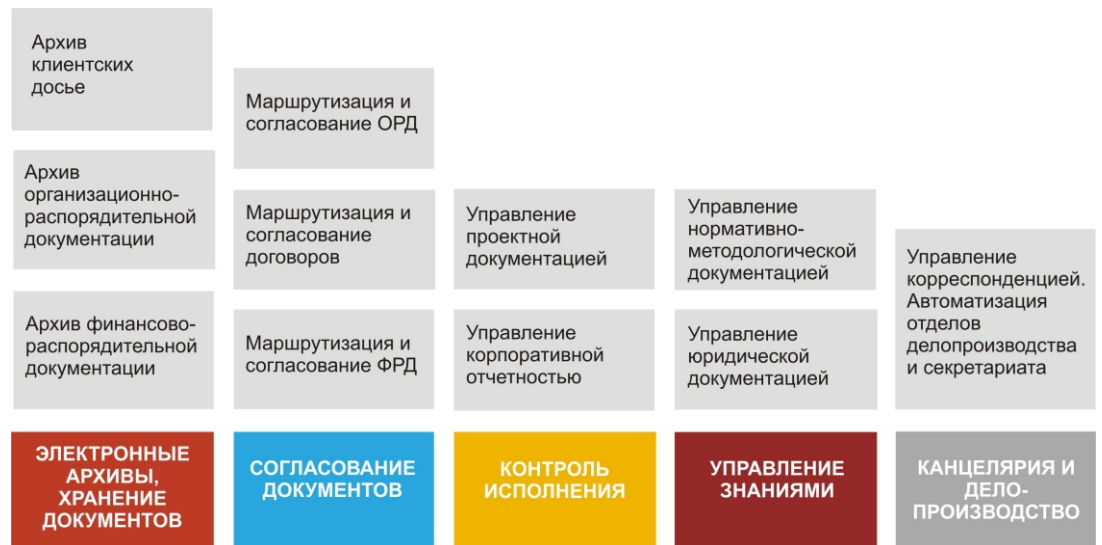 Архив
клиентских
досье
Архив
организационно-
распорядительной
документации
Архив финансово-
распорядительной
документации
ЭЛЕКТРОННЫЕ
АРХИВЫ,
ХРАНЕНИЕ
ДОКУМЕНТОВ
Маршрутизация и
согласование ОРД
Маршрутизация и
согласование
договоров
Маршрутизация и
согласование ФРД
СОГЛАСОВАНИЕ
ДОКУМЕНТОВ
Управление
проектной
документацией
Управление
корпоративной
отчетностью
КОНТРОЛЬ
ИСПОЛНЕНИЯ
Управление
нормативно-
методологической
документацией
Управление
юридической
документацией
УПРАВЛЕНИЕ
ЗНАНИЯМИ
Управление
корреспонденцией.
Автоматизация
отделов
делопроизводства
и секретариата
КАНЦЕЛЯРИЯ И
ДЕЛО-
ПРОИЗВОДСТВО